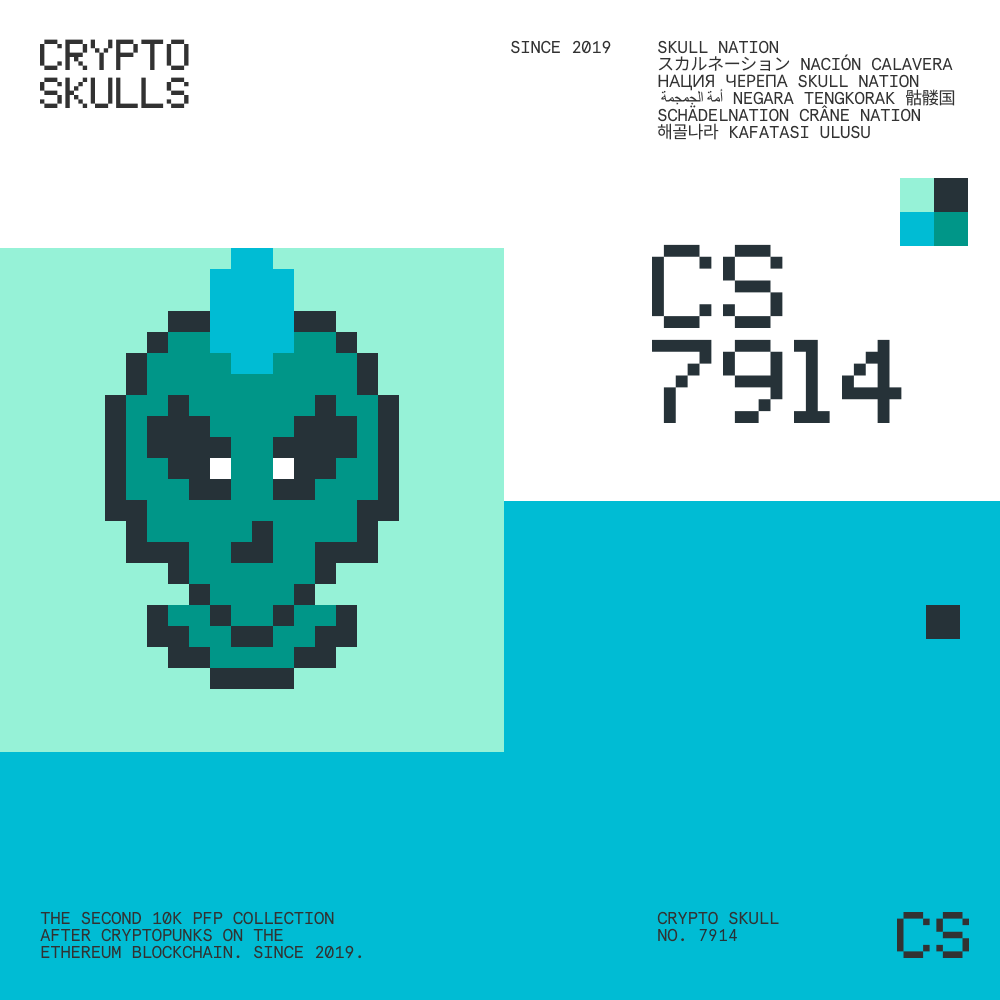 CRYPTO
SKULLS
SINCE 2019
SKULL NATION
スカルネーション NACIÓN CALAVERA
НАЦИЯ ЧЕРЕПА SKULL NATION
أمة الجمجمة NEGARA TENGKORAK 骷髅国
SCHÄDELNATION CRÂNE NATION
해골나라 KAFATASI ULUSU
CS
7914
THE SECOND 10K PFP COLLECTION
AFTER CRYPTOPUNKS ON THE
ETHEREUM BLOCKCHAIN. SINCE 2019.
CRYPTO SKULL
NO. 7914
CS